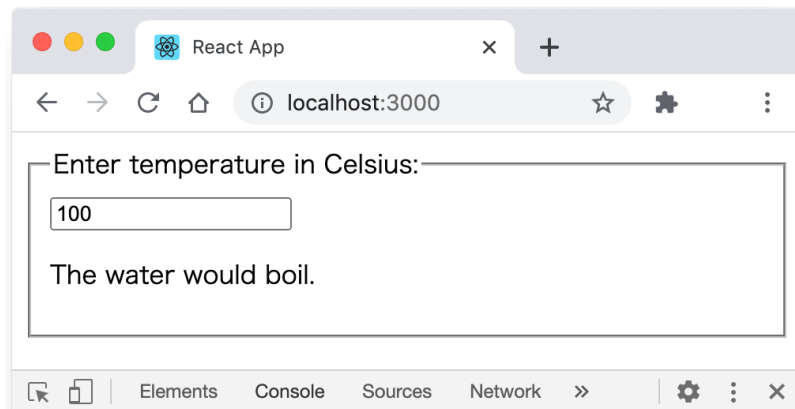 React App
localhost:3000
Enter temperature in Celsius:
100
The water would boil.
Elements Console Sources Network